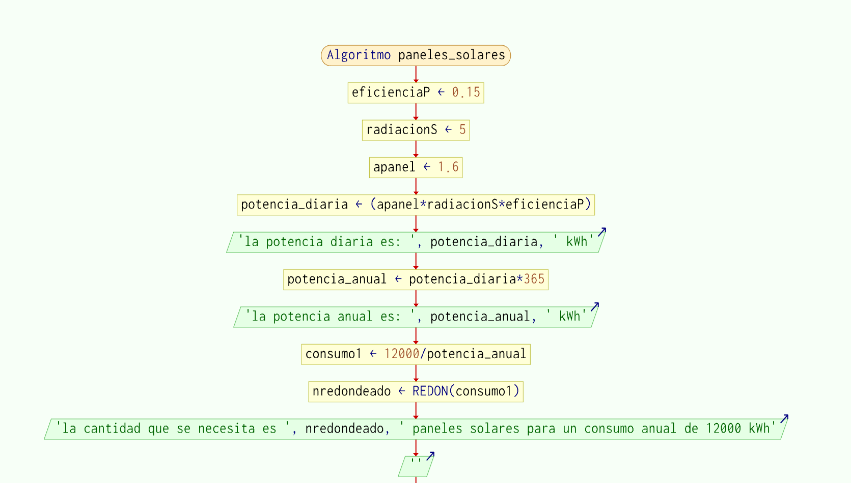 Algoritmo paneles_solares
eficienciaP ← 0.15
radiacionS ← 5
apanel ← 1.6
potencia_diaria ← (apanel*radiacionS*eficienciaP)
'la potencia diaria es: ', potencia_diaria, ' kWh'
potencia_anual ← potencia_diaria*365
'la potencia anual es: ', potencia_anual, ' kWh'
consumo1 ← 12000/potencia_anual
nredondeado ← REDON(consumo1)
'la cantidad que se necesita es ', nredondeado, ' paneles solares para un consumo anual de 12000 kWh'
''